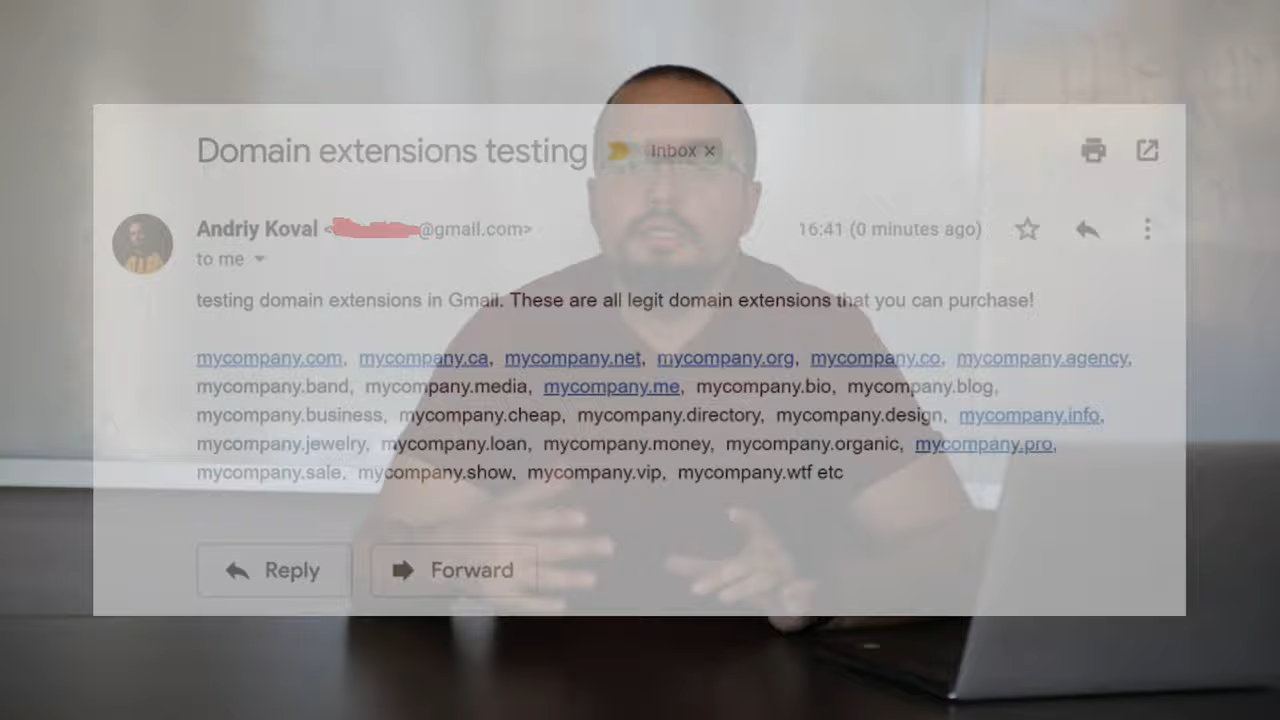 Domain extensions testing Inbox ×
Andriy Koval < @gmail.com> 16:41 (0 minutes ago)
to me
testing domain extensions in Gmail. These are all legit domain extensions that you can purchase!
mycompany.com, mycompany.ca, mycompany.net, mycompany.org, mycompany.co, mycompany.agency,
mycompany.band, mycompany.media, mycompany.me, mycompany.bio, mycompany.blog,
mycompany.business, mycompany.cheap, mycompany.directory, mycompany.design, mycompany.info,
mycompany.jewelry, mycompany.loan, mycompany.money, mycompany.organic, mycompany.pro,
mycompany.sale, mycompany.show, mycompany.vip, mycompany.wtf etc
Reply Forward